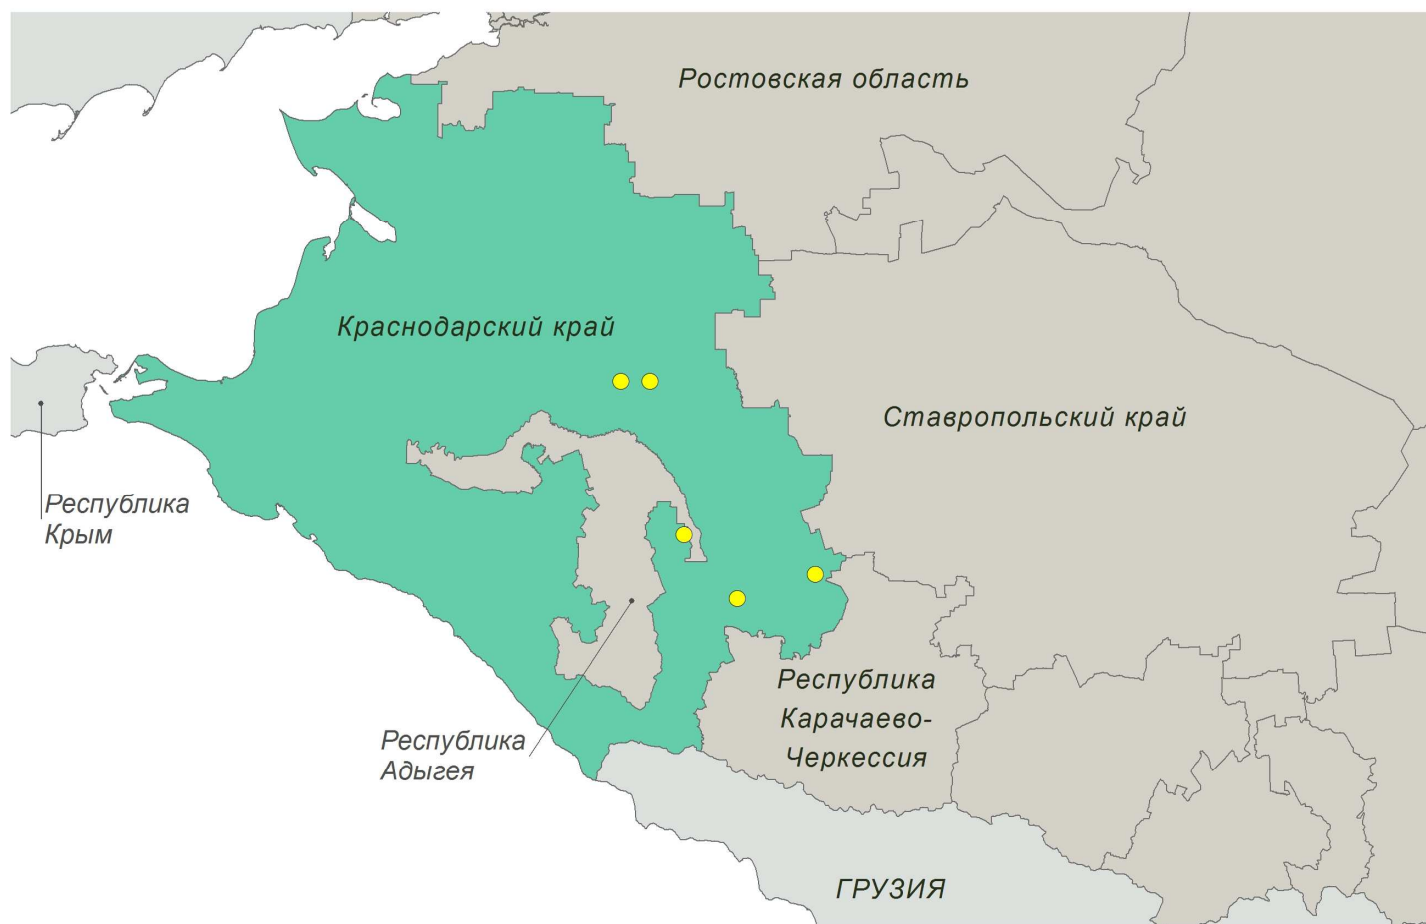 Ростовская область
Краснодарский край
Ставропольский край
Республика
Крым
Республика
Карачаево-
Черкессия
Республика
Адыгея
ГРУЗИЯ